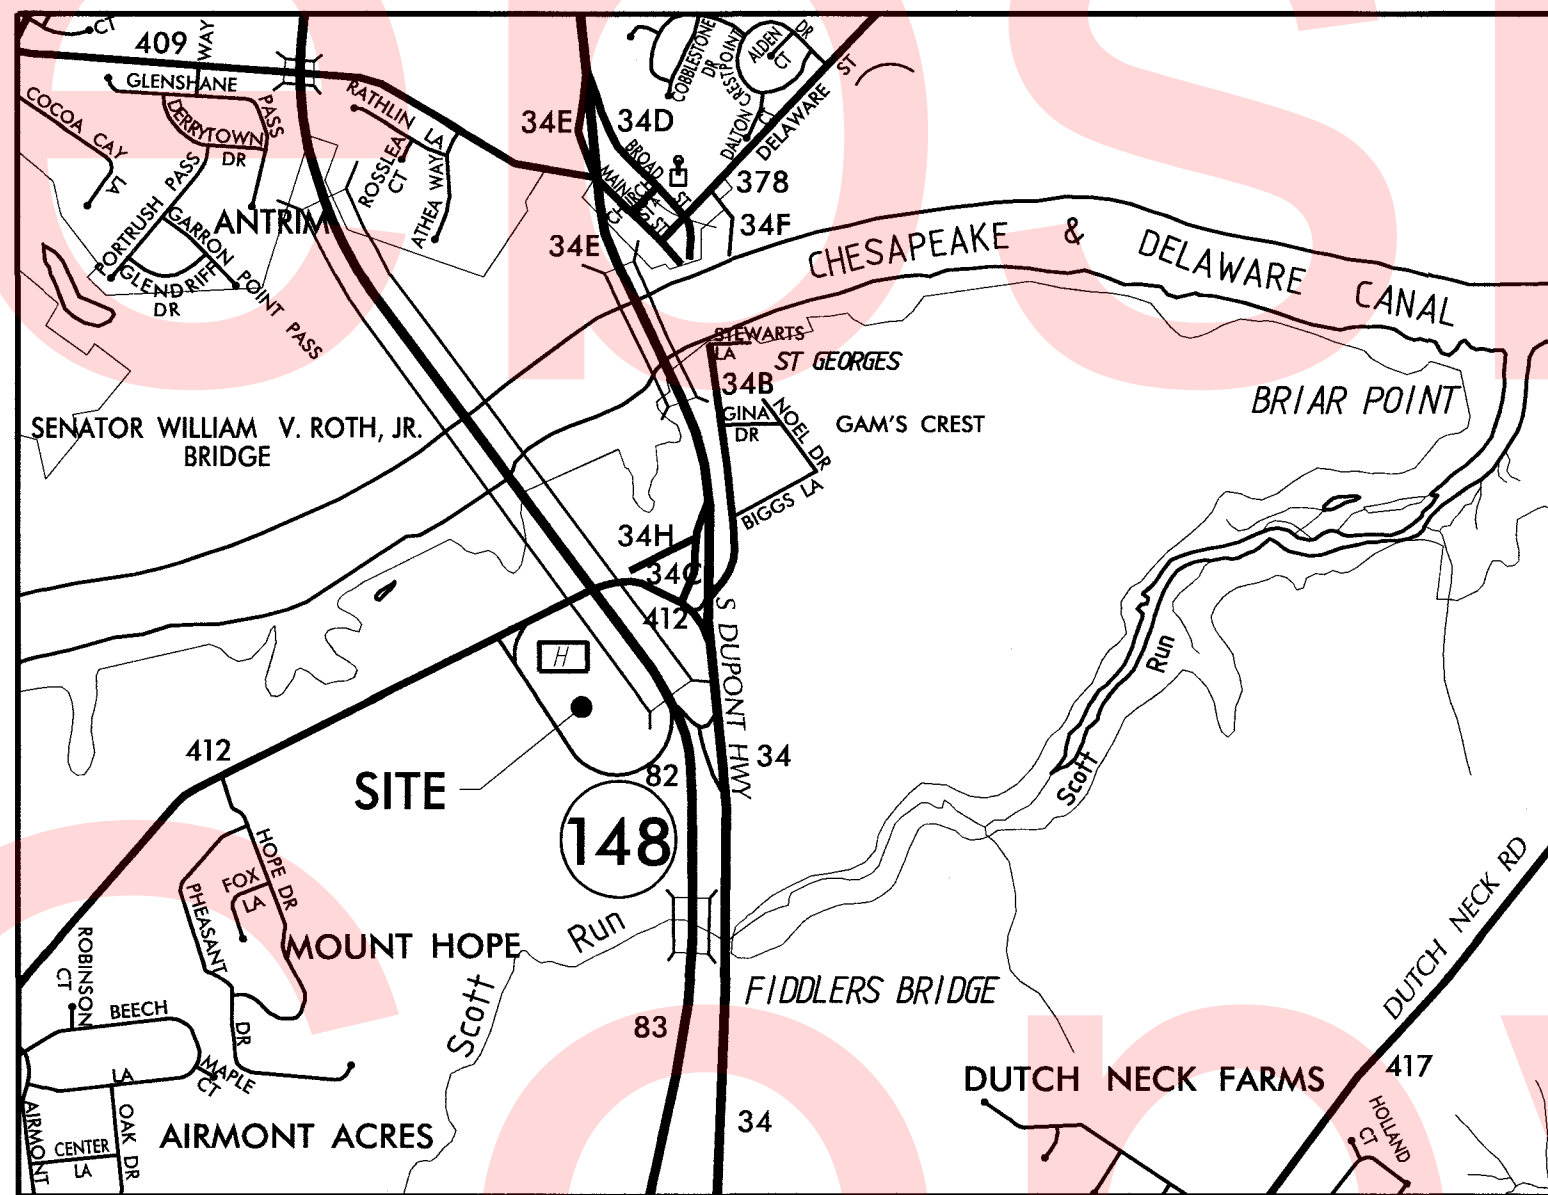 CT
409
WAY
GLENSHANE
PASS
DERRYTOWN
DR
COCOA CAY
LA
PORTRUSH PASS
ANTRIM
GARRON POINT PASS
GLENDRIFE
DR
RATHLIN LA
ROSSLEA
CT
ATHEA WAY
34E
34D
COBBLESTONE
DR
CRESTPOINT
ALDEN
CT
DR
DALTON
CT
DELAWARE ST
BROAD ST
MAIN ST
378
34F
34E
CHESAPEAKE & DELAWARE CANAL
STEWARTS
LA
ST GEORGES
34B
GINA
DR
NOEL DR
GAM'S CREST
BIGGS LA
BRIAR POINT
SENATOR WILLIAM V. ROTH, JR.
BRIDGE
34H
34C
412
S DUPONT HWY
H
Run
Scott
412
SITE
82
34
148
HOPE DR
FOX
LA
PHEASANT
DR
MOUNT HOPE
Scott Run
FIDDLERS BRIDGE
DUTCH NECK RD
ROBINSON
CT
BEECH
LA
MAPLE
CT
83
34
DUTCH NECK FARMS
417
HOLLAND
CT
AIRMONT
CENTER
LA
OAK DR
AIRMONT ACRES